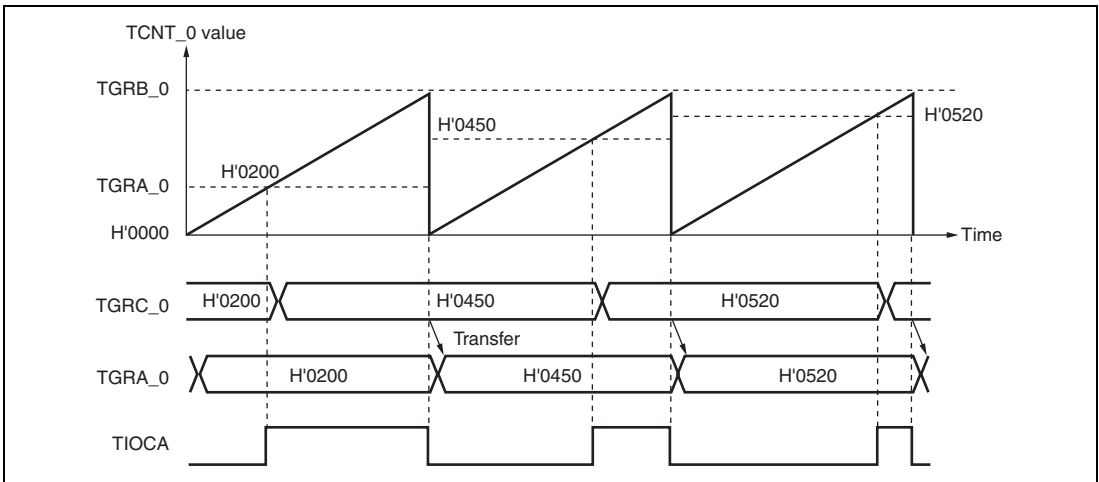 TCNT_0 value
TGRB_0
H'0520
H'0450
H'0200
TGRA_0
H'0000
Time
TGRC_0
H'0200
H'0450
H'0520
Transfer
TGRA_0
H'0200
H'0450
H'0520
TIOCA